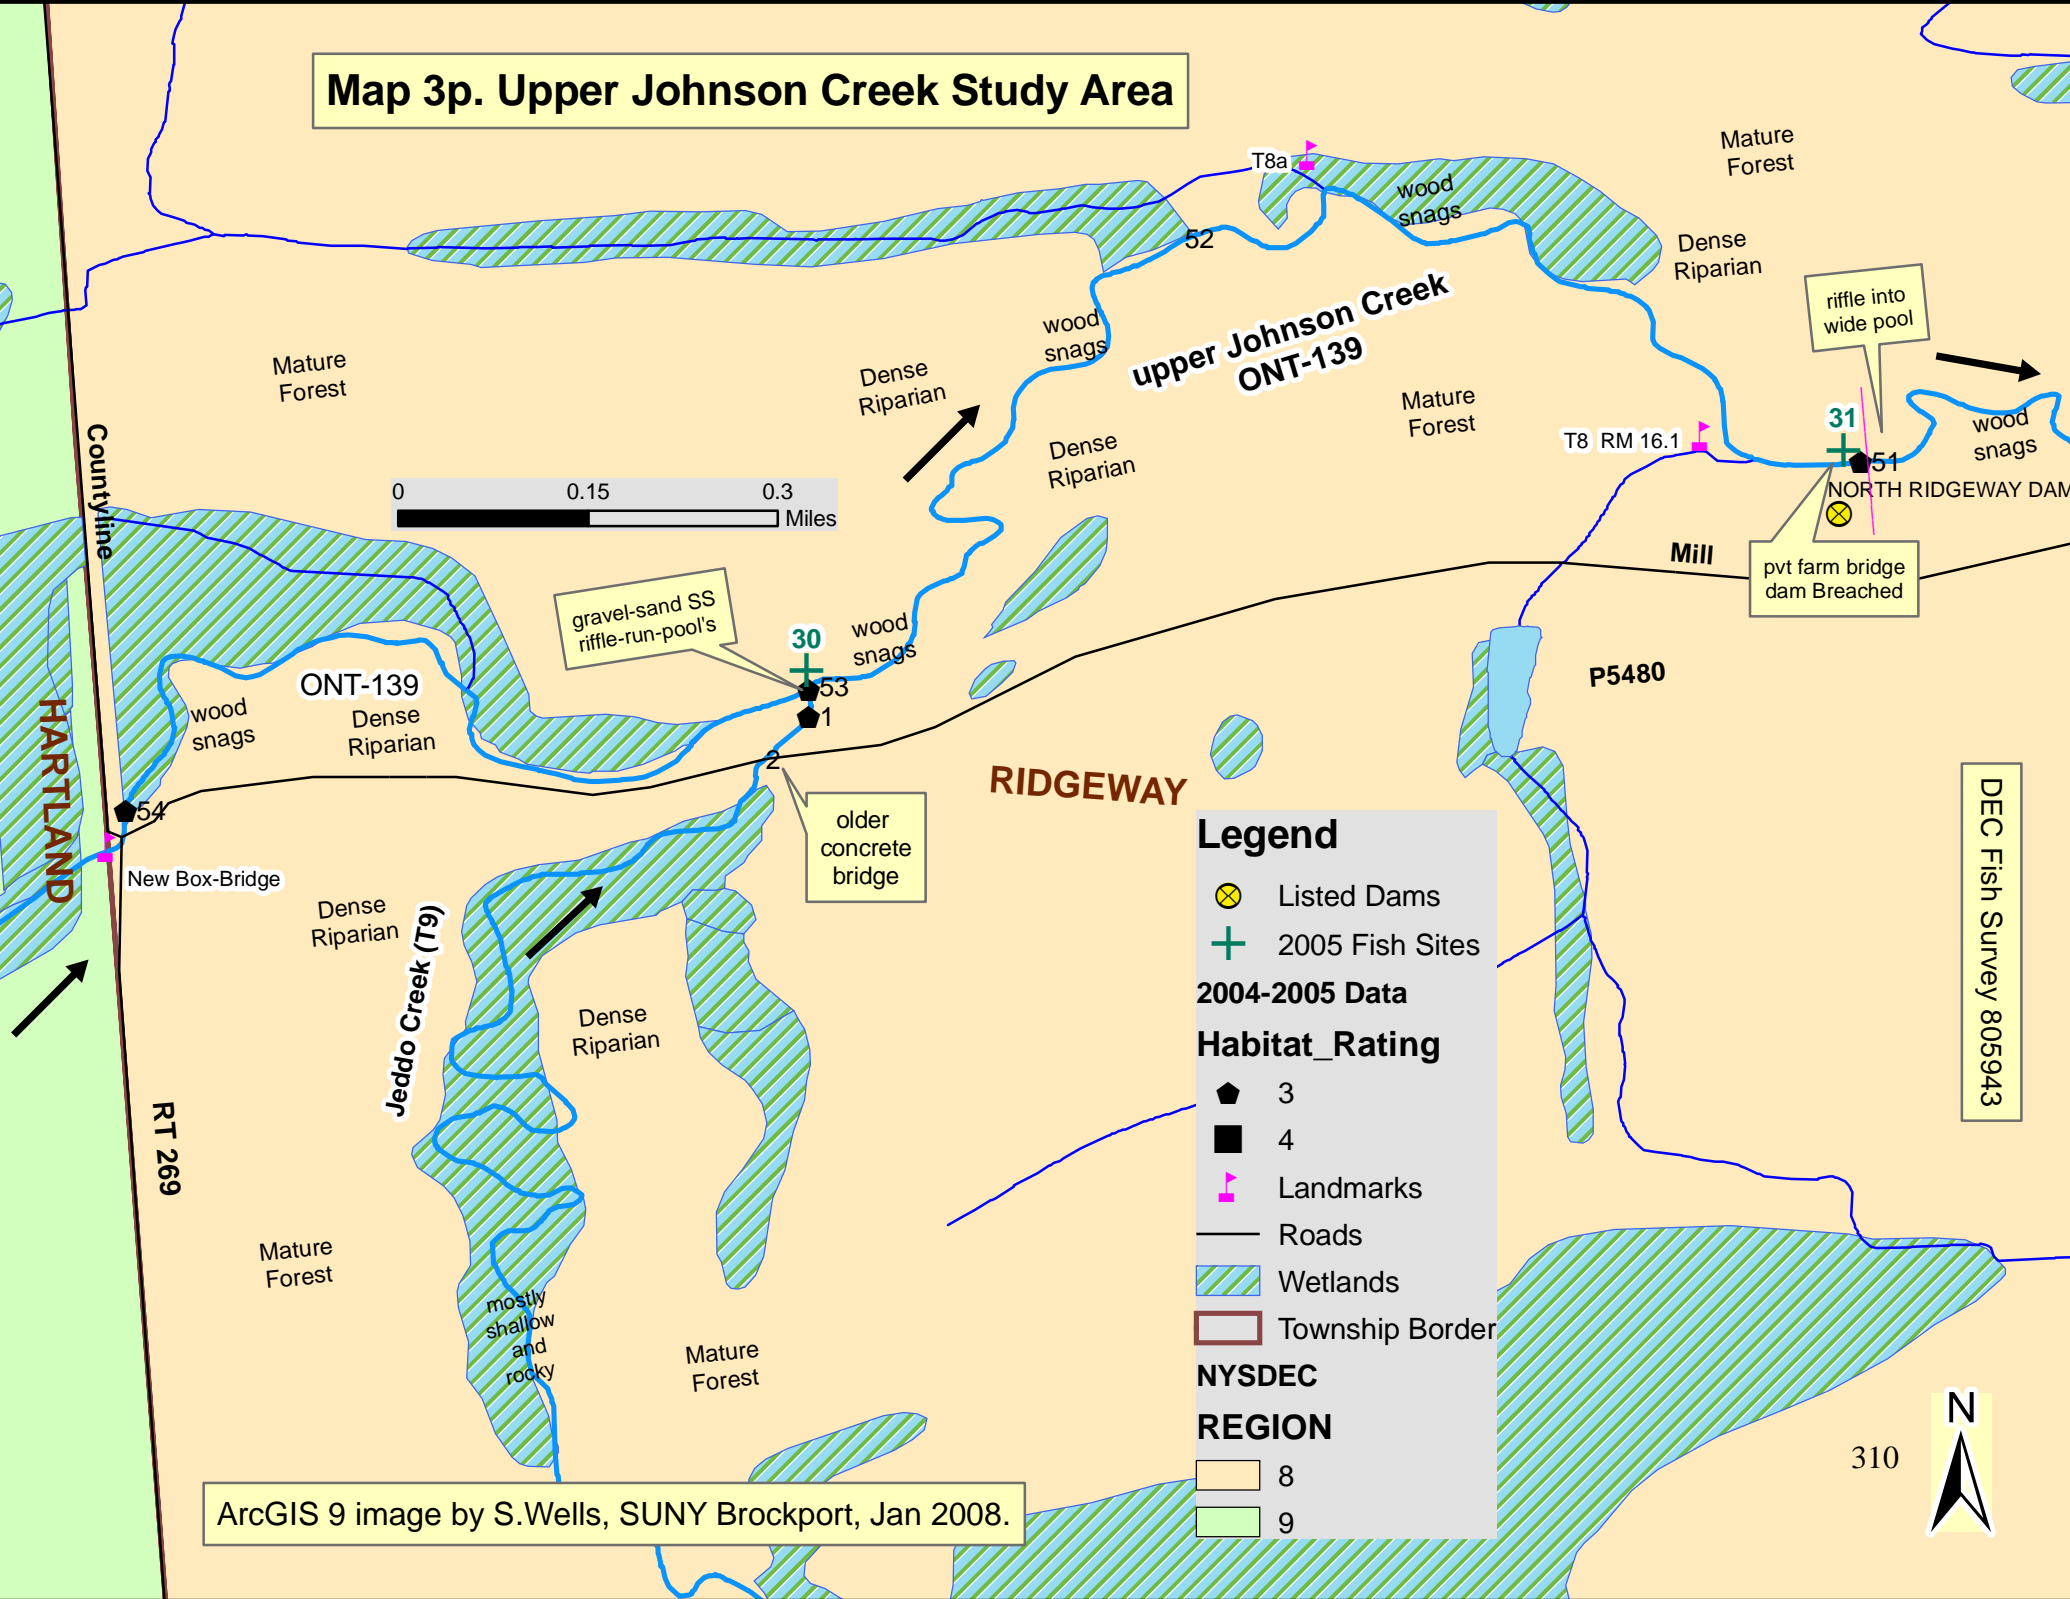 Map 3p. Upper Johnson Creek Study Area
Mature
Forest
T8a
wood
snags
52
Dense
Riparian
riffle into
wide pool
wood
snags
upper Johnson Creek
ONT-139
Mature
Forest
Dense
Riparian
Mature
Forest
Dense
Riparian
T8 RM 16.1
31
51
wood
snags
NORTH RIDGEWAY DAM
Countyline
0 0.15 0.3
Miles
Mill
pvt farm bridge
dam Breached
gravel-sand SS
riffle-run-pool's
30
wood
snags
53
1
2
ONT-139
wood
snags
Dense
Riparian
P5480
HARTLAND
54
New Box-Bridge
RIDGEWAY
older
concrete
bridge
Dense
Riparian
Jeddo Creek (T9)
Dense
Riparian
RT 269
Mature
Forest
mostly
shallow
and
rocky
Mature
Forest
Legend
Listed Dams
2005 Fish Sites
2004-2005 Data
Habitat_Rating
3
4
Landmarks
Roads
Wetlands
Township Border
NYSDEC
REGION
8
9
DEC Fish Survey 805943
N
310
ArcGIS 9 image by S.Wells, SUNY Brockport, Jan 2008.